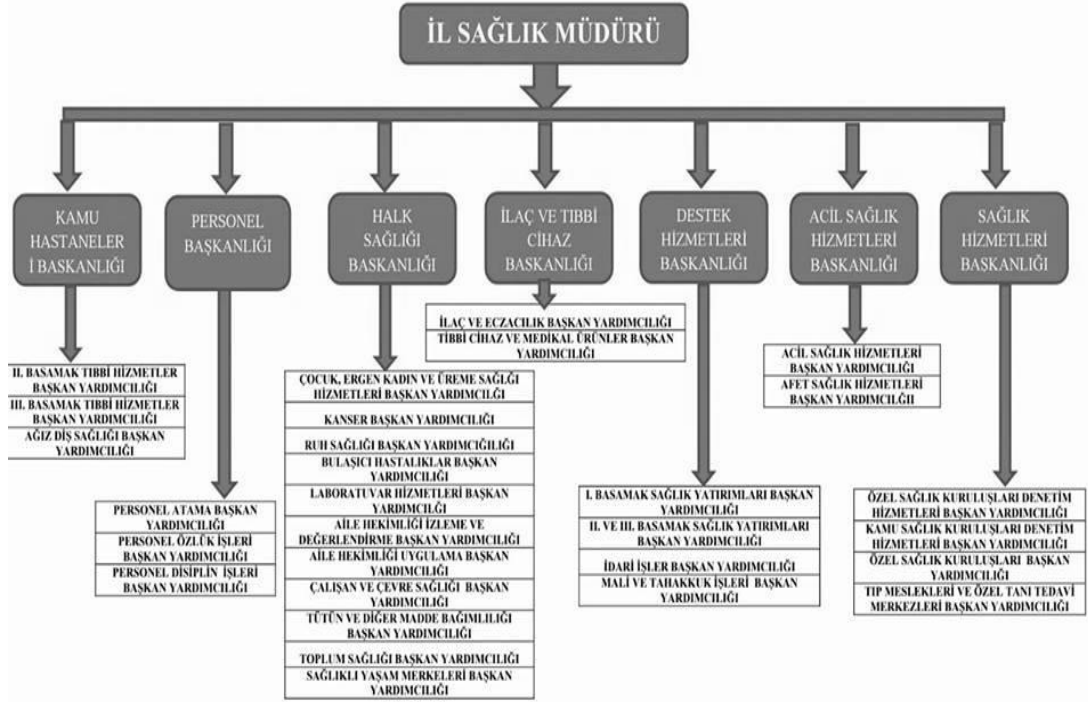 İL SAĞLIK MÜDÜRÜ
KAMU
HASTANELER
İ BASKANLIĞI
PERSONEL
BAŞKANLIĞI
HALK
SAĞLIĞI
BASKANLIĞI
İLAÇ VE TIBBİ
CİHAZ
BASKANLIĞI
DESTEK
HİZMETLERİ
BAŞKANLIĞI
ACİL SAĞLIK
HİZMETLERİ
BAŞKANLIĞI
SAĞLIK
HİZMETLERİ
BAŞKANLIĞI
II. BASAMAK TIBBİ HİZMETLER
BAŞKAN YARDIMCILIĞI
III. BASAMAK TIBBİ HİZMETLER
BAŞKAN YARDIMCILIĞI
AĞIZ DİŞ SAĞLIĞI BAŞKAN
YARDIMCILIĞI
PERSONEL ATAMA BAŞKAN
YARDIMCILIĞI
PERSONEL ÖZLÜK İŞLERİ
BAŞKAN YARDIMCILIĞI
PERSONEL DİSİPLİN İŞLERİ
BAŞKAN YARDIMCILIĞI
ÇOCUK, ERGEN KADIN VE ÜREME SAĞLĞI
HİZMETLERİ BAŞKAN YARDIMCILĞI
KANSER BAŞKAN YARDIMCILIĞI
RUH SAĞLIĞI BAŞKAN YARDIMCIĞILIĞI
BULAŞICI HASTALIKLAR BAŞKAN
YARDIMCILIĞI
LABORATUVAR HİZMETLERİ BAŞKAN
YARDIMCILĞI
AİLE HEKİMLİĞİ İZLEME VE
DEĞERLENDİRME BAŞKAN YARDIMCILIĞI
AİLE HEKİMLİĞİ UYGULAMA BAŞKAN
YARDIMCILIĞI
ÇALIŞAN VE ÇEVRE SAĞLIĞI BAŞKAN
YARDIMCILIĞI
TÜTÜN VE DİĞER MADDE BAĞIMLILIĞI
BAŞKAN YARDIMCILIĞI
TOPLUM SAĞLIĞI BAŞKAN YARDIMCILIĞI
SAĞLIKLI YAŞAM MERKELERİ BAŞKAN
YARDIMCILIĞI
İLAÇ VE ECZACILIK BAŞKAN YARDIMCILIĞI
TİBBİ CİHAZ VE MEDİKAL ÜRÜNLER BAŞKAN
YARDIMCILIĞI
I. BASAMAK SAĞLIK YATIRIMLARI BAŞKAN
YARDIMCILIĞI
II. VE III. BASAMAK SAĞLIK YATIRIMLARI
BAŞKAN YARDIMCILIĞI
İDARİ İŞLER BAŞKAN YARDIMCILIĞI
MALİ VE TAHAKKUK İŞLERİ BAŞKAN
YARDIMCILIĞI
ACİL SAĞLIK HİZMETLERİ
BAŞKAN YARDIMCILIĞI
AFET SAĞLIK HİZMETLERİ
BAŞKAN YARDIMCILĞII
ÖZEL SAĞLIK KURULUŞLARI DENETİM
HİZMETLERİ BAŞKAN YARDIMCILIĞI
KAMU SAĞLIK KURULUŞLARI DENETİM
HİZMETLERİ BAŞKAN YARDIMCILIĞI
ÖZEL SAĞLIK KURULUŞLARI BAŞKAN
YARDIMCILIĞI
TIP MESLEKLERİ VE ÖZEL TANI TEDAVİ
MERKEZLERİ BAŞKAN YARDIMCILIĞI